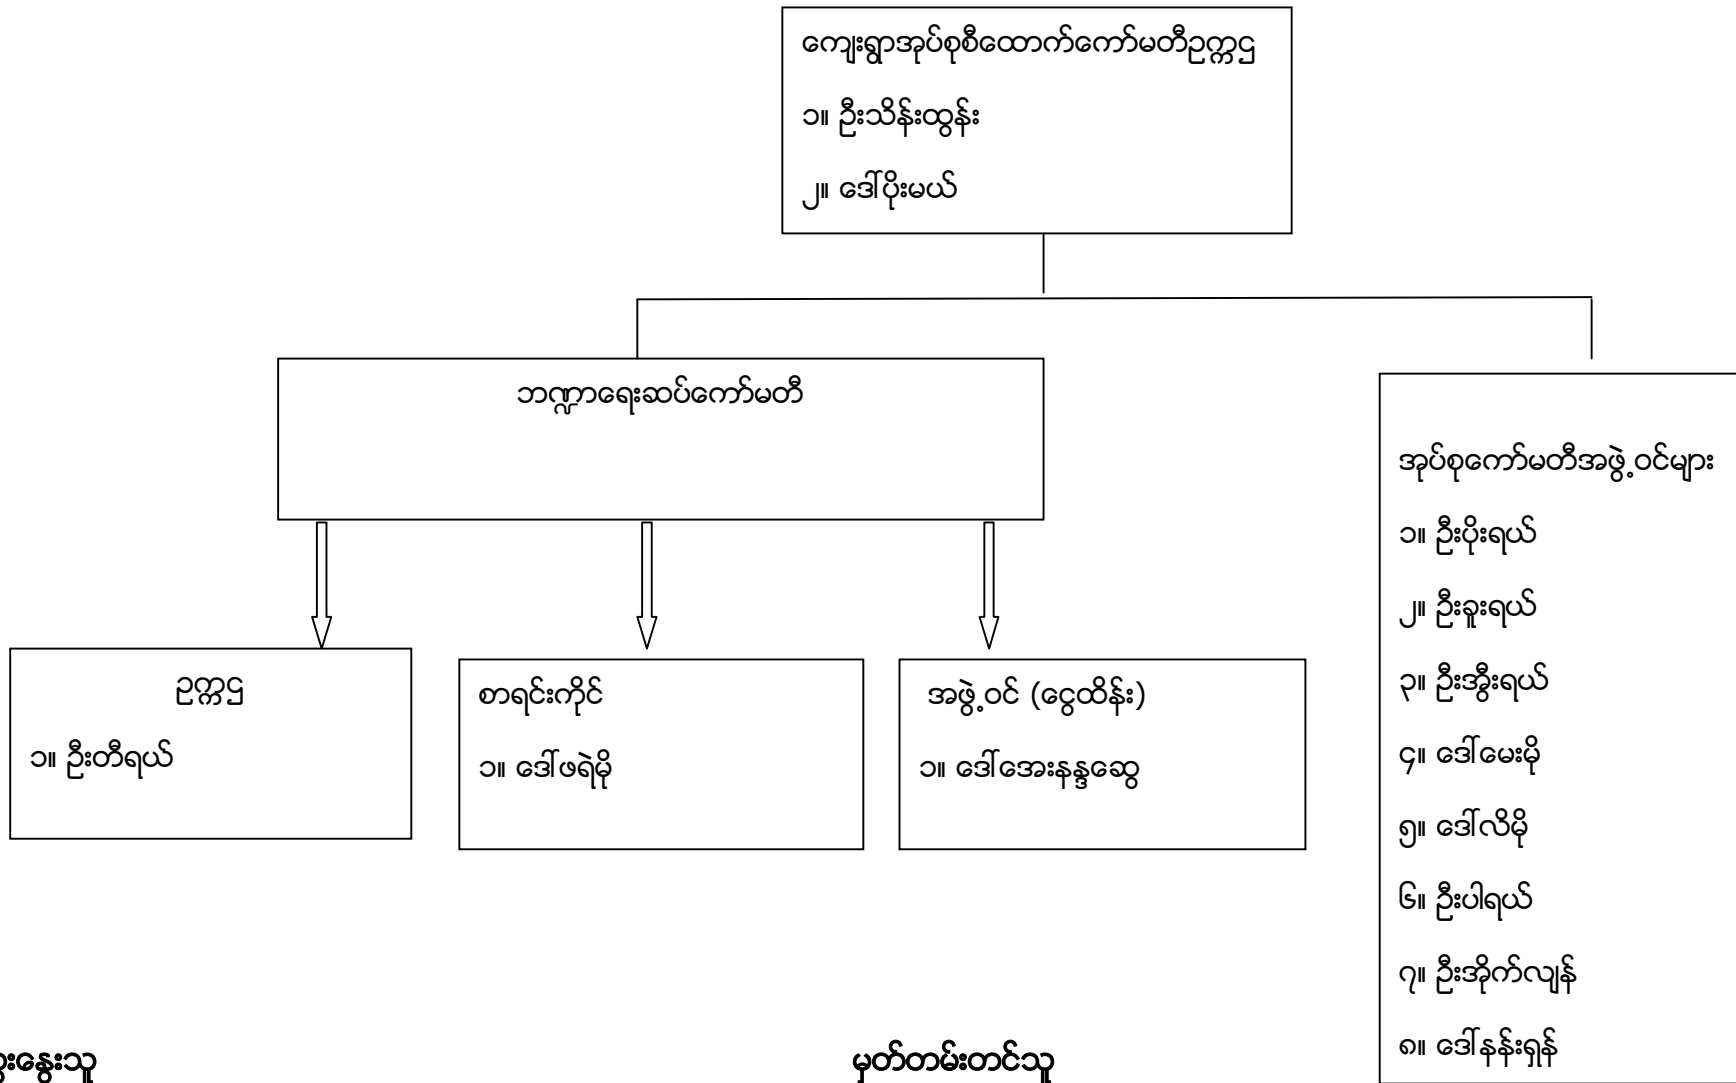 ကျေးရွာအုပ်စုစီထောက်ကော်မတီဥက္ကဌ
၁။ ဦးသိန်းထွန်း
၂။ ဒေါ်ပိုးမယ်
ဘဏ္ဍာရေးဆပ်ကော်မတီ
ဥက္ကဌ
၁။ ဦးတီရယ်
စာရင်းကိုင်
၁။ ဒေါ်ဖရဲမို
အဖွဲ့ဝင် (ငွေထိန်း)
၁။ ဒေါ်အေးနန္ဒဆွေ
အုပ်စုကော်မတီအဖွဲ့ဝင်များ
၁။ ဦးပိုးရယ်
၂။ ဦးခူးရယ်
၃။ ဦးအွီးရယ်
၄။ ဒေါ်မေးမို
၅။ ဒေါ်လိမို
၆။ ဦးပါရယ်
၇။ ဦးအိုက်လျန်
၈။ ဒေါ်နန်းရှန်
မှတ်တမ်းတင်သူ